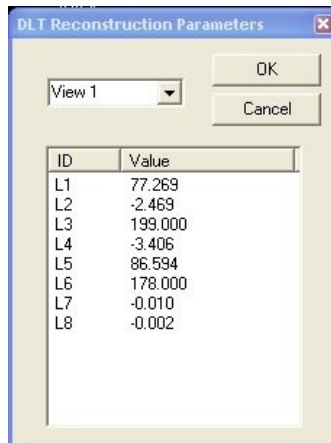 DLT Reconstruction Parameters
View 1
OK
Cancel
ID Value
L1 77.269
L2 -2.469
L3 199.000
L4 -3.406
L5 86.594
L6 178.000
L7 -0.010
L8 -0.002